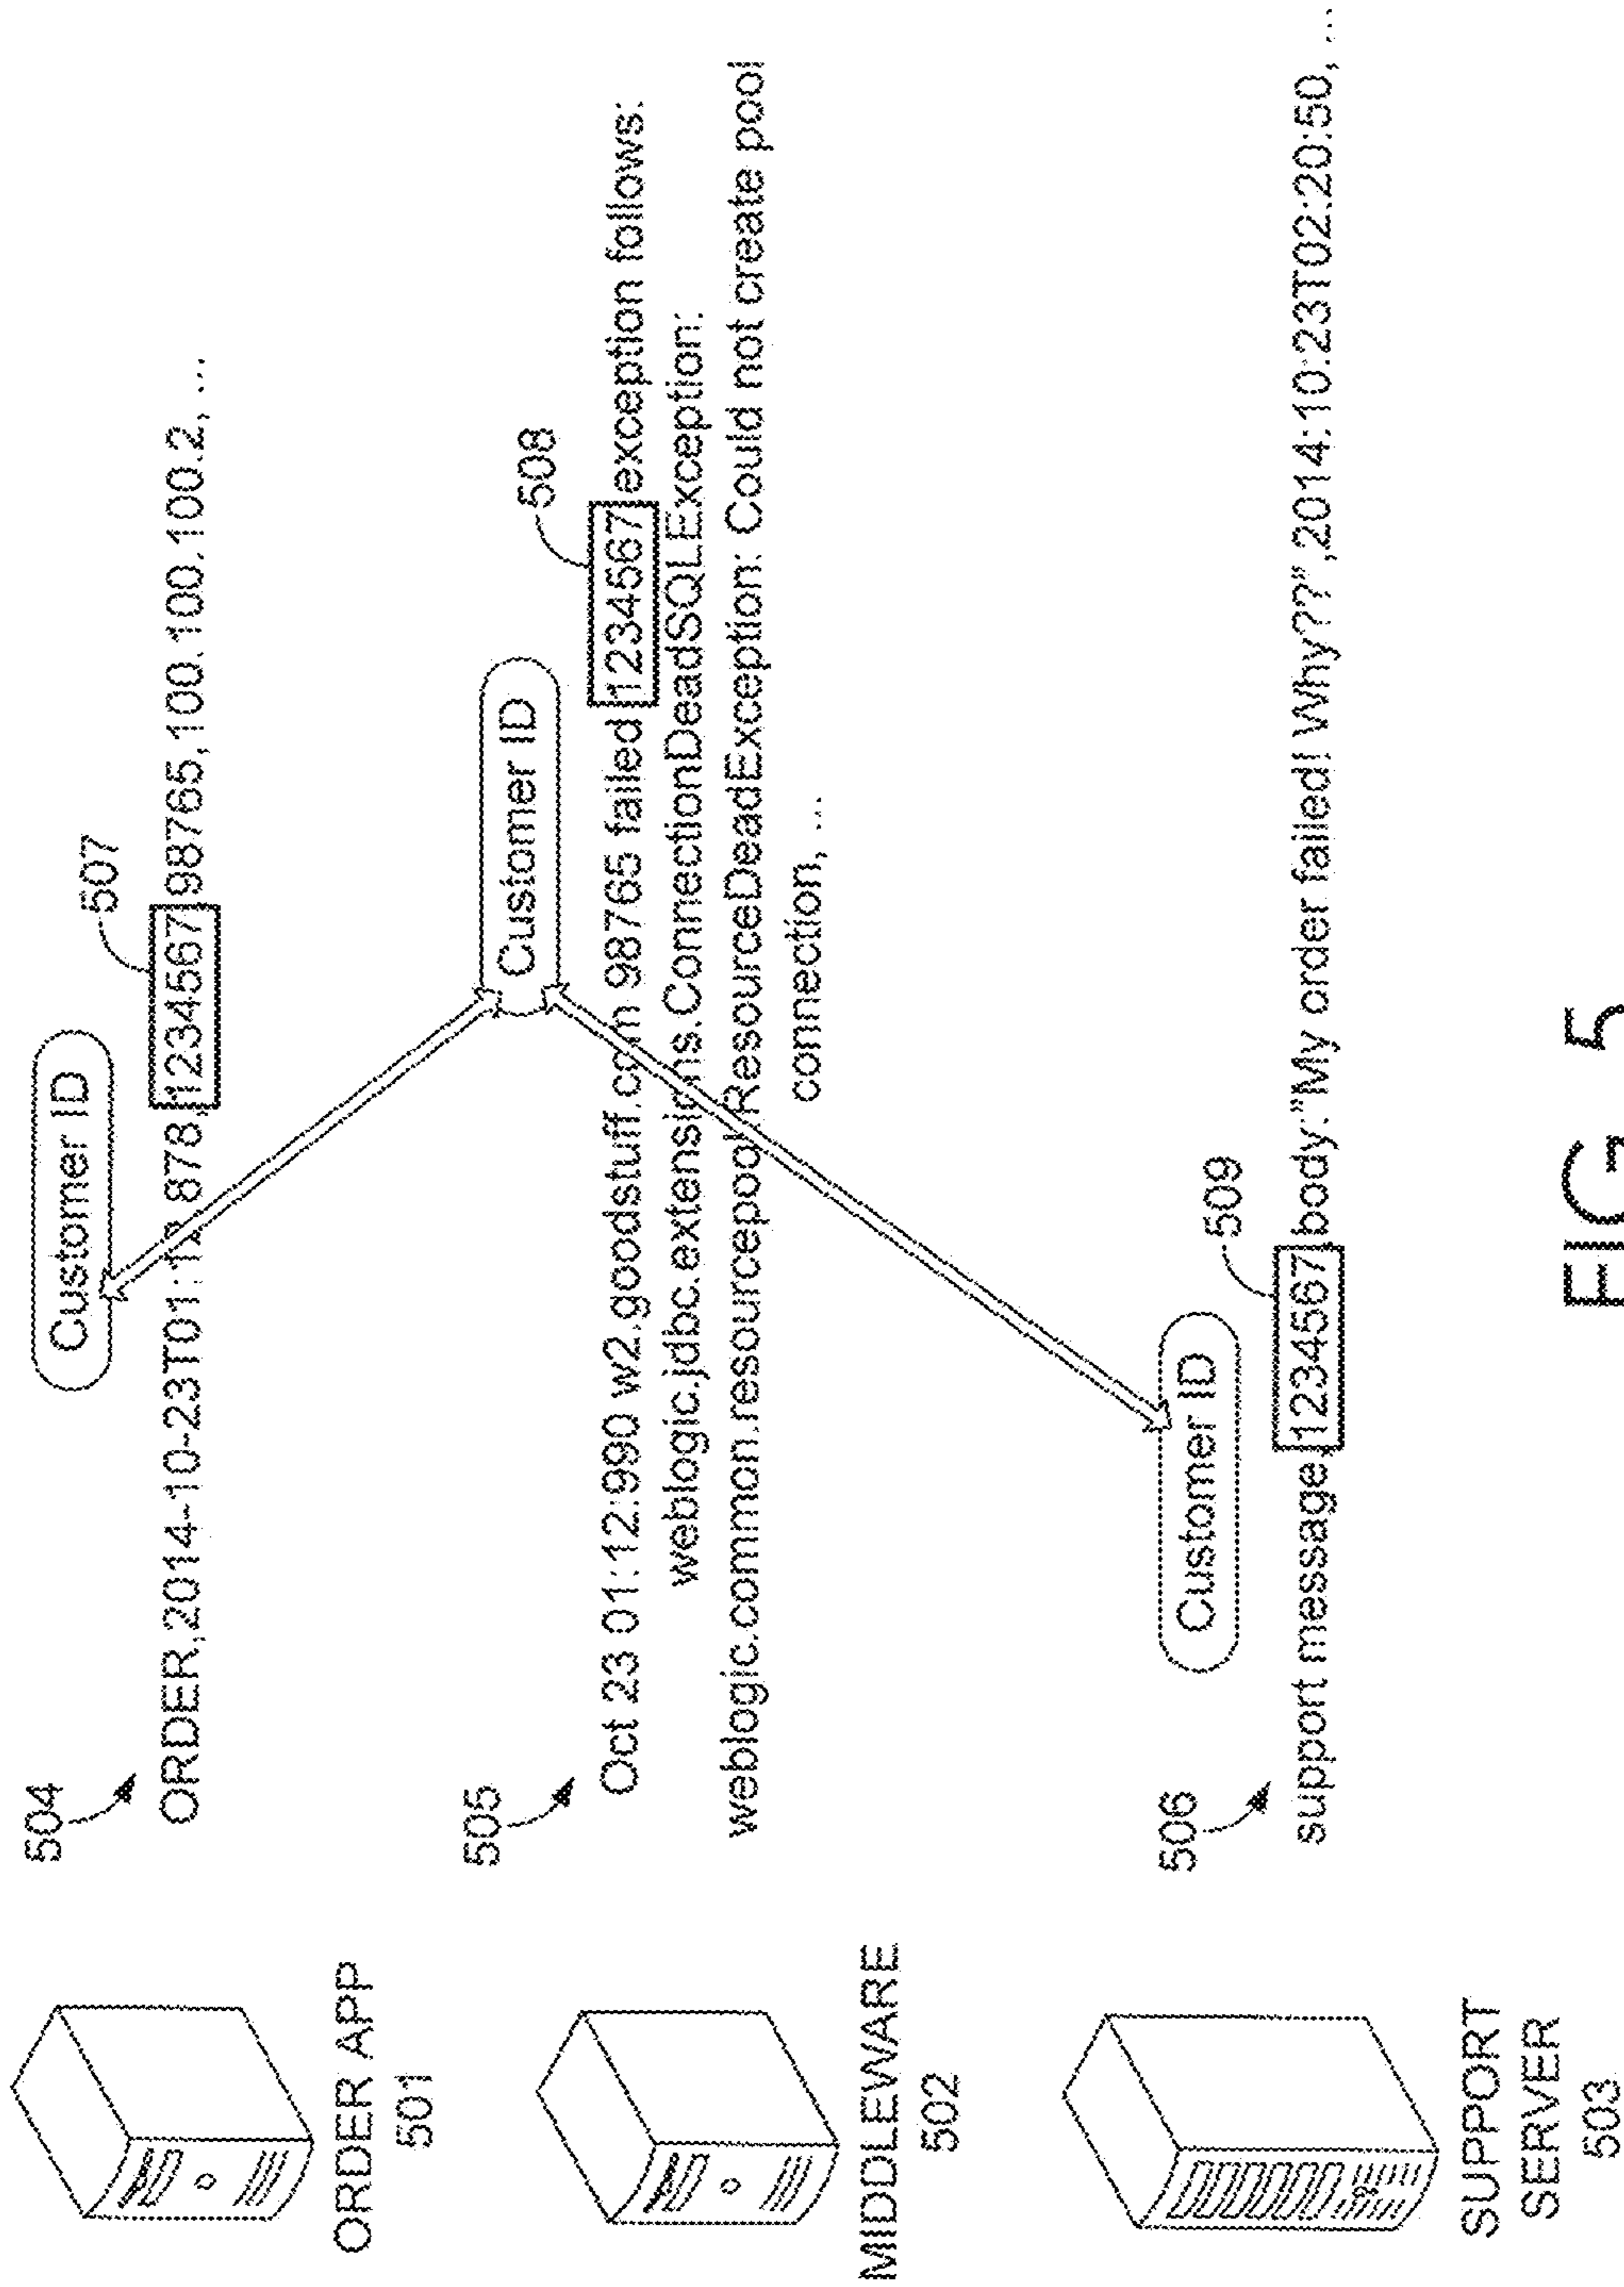 ORDER APP
501
504
Customer ID
507
ORDER,2014-10-23T01:12 878,1234567,98765,100.100.100.2, ...
MIDDLEWARE
502
505
Customer ID
508
Oct 23 01:12:990 w2.goodstuff.com 98765 failed 1234567 exception follows:
weblogic.jdbc.extensions.ConnectionDeadSQLException:
weblogic.common.resourcepool.ResourceDeadException: Could not create pool
connection, ...
SUPPORT
SERVER
503
506
Customer ID
509
support message,1234567,body:"My order failed! Why??",2014:10:23T02:20:50, ...
FIG. 5